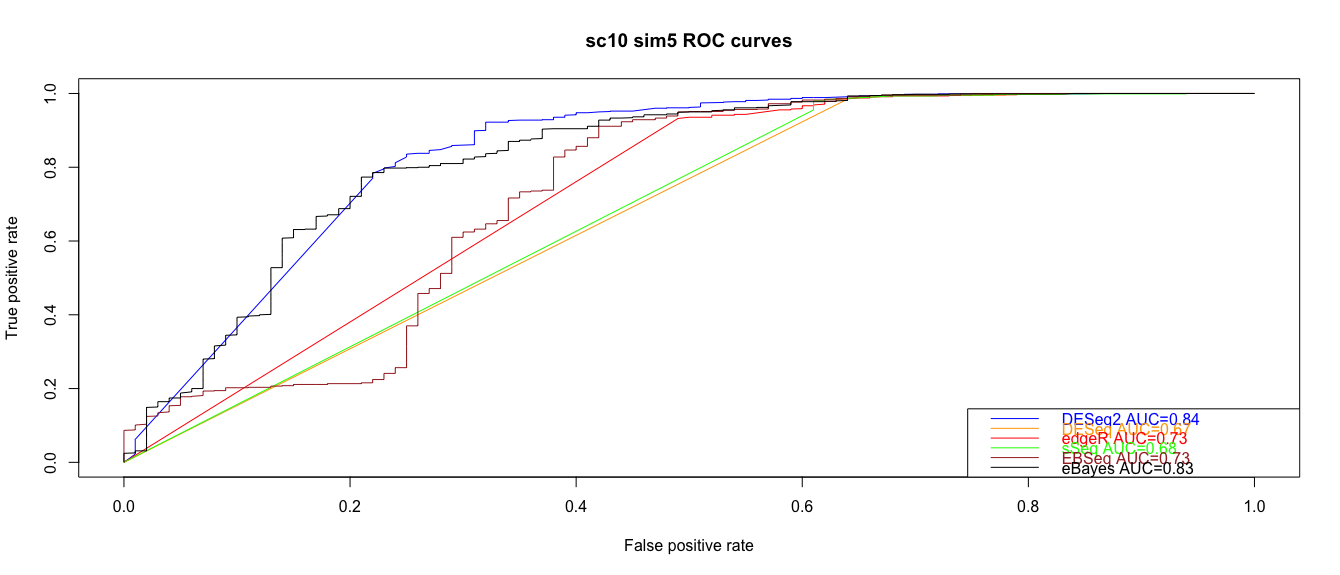 sc10 sim5 ROC curves
True positive rate
1.0
0.8
0.6
0.4
0.2
0.0
0.0 0.2 0.4 0.6 0.8 1.0
False positive rate
DESeq2 AUC=0.84
DESeq AUC=0.67
edgeR AUC=0.73
sSeq AUC=0.68
EBSeq AUC=0.73
eBayes AUC=0.83